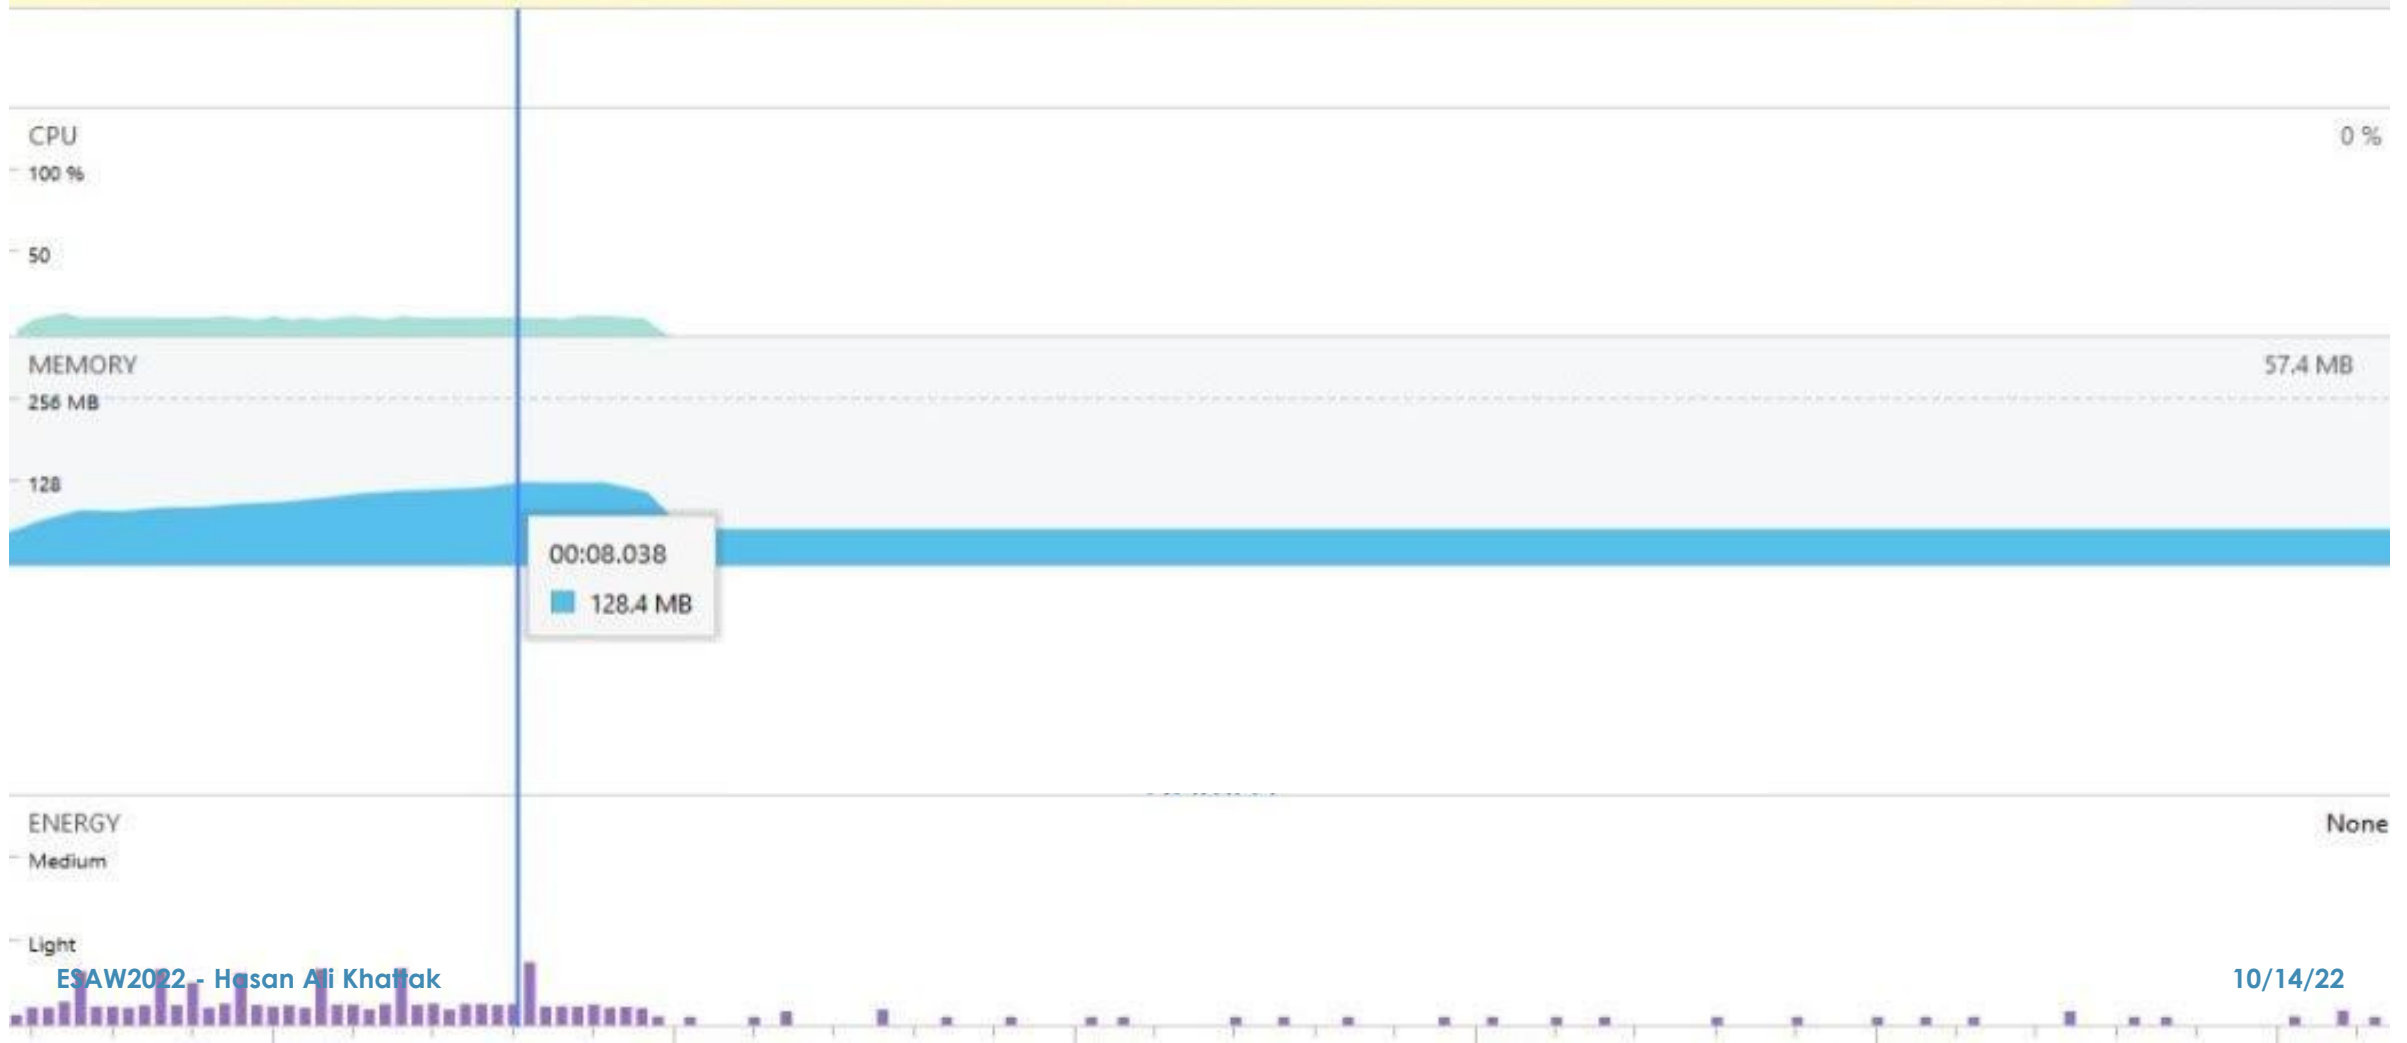 CPU
0 %
100 %
50
MEMORY
57.4 MB
256 MB
128
00:08.038
128.4 MB
ENERGY
None
Medium
Light
ESAW2022 - Hasan Ali Khattak
10/14/22